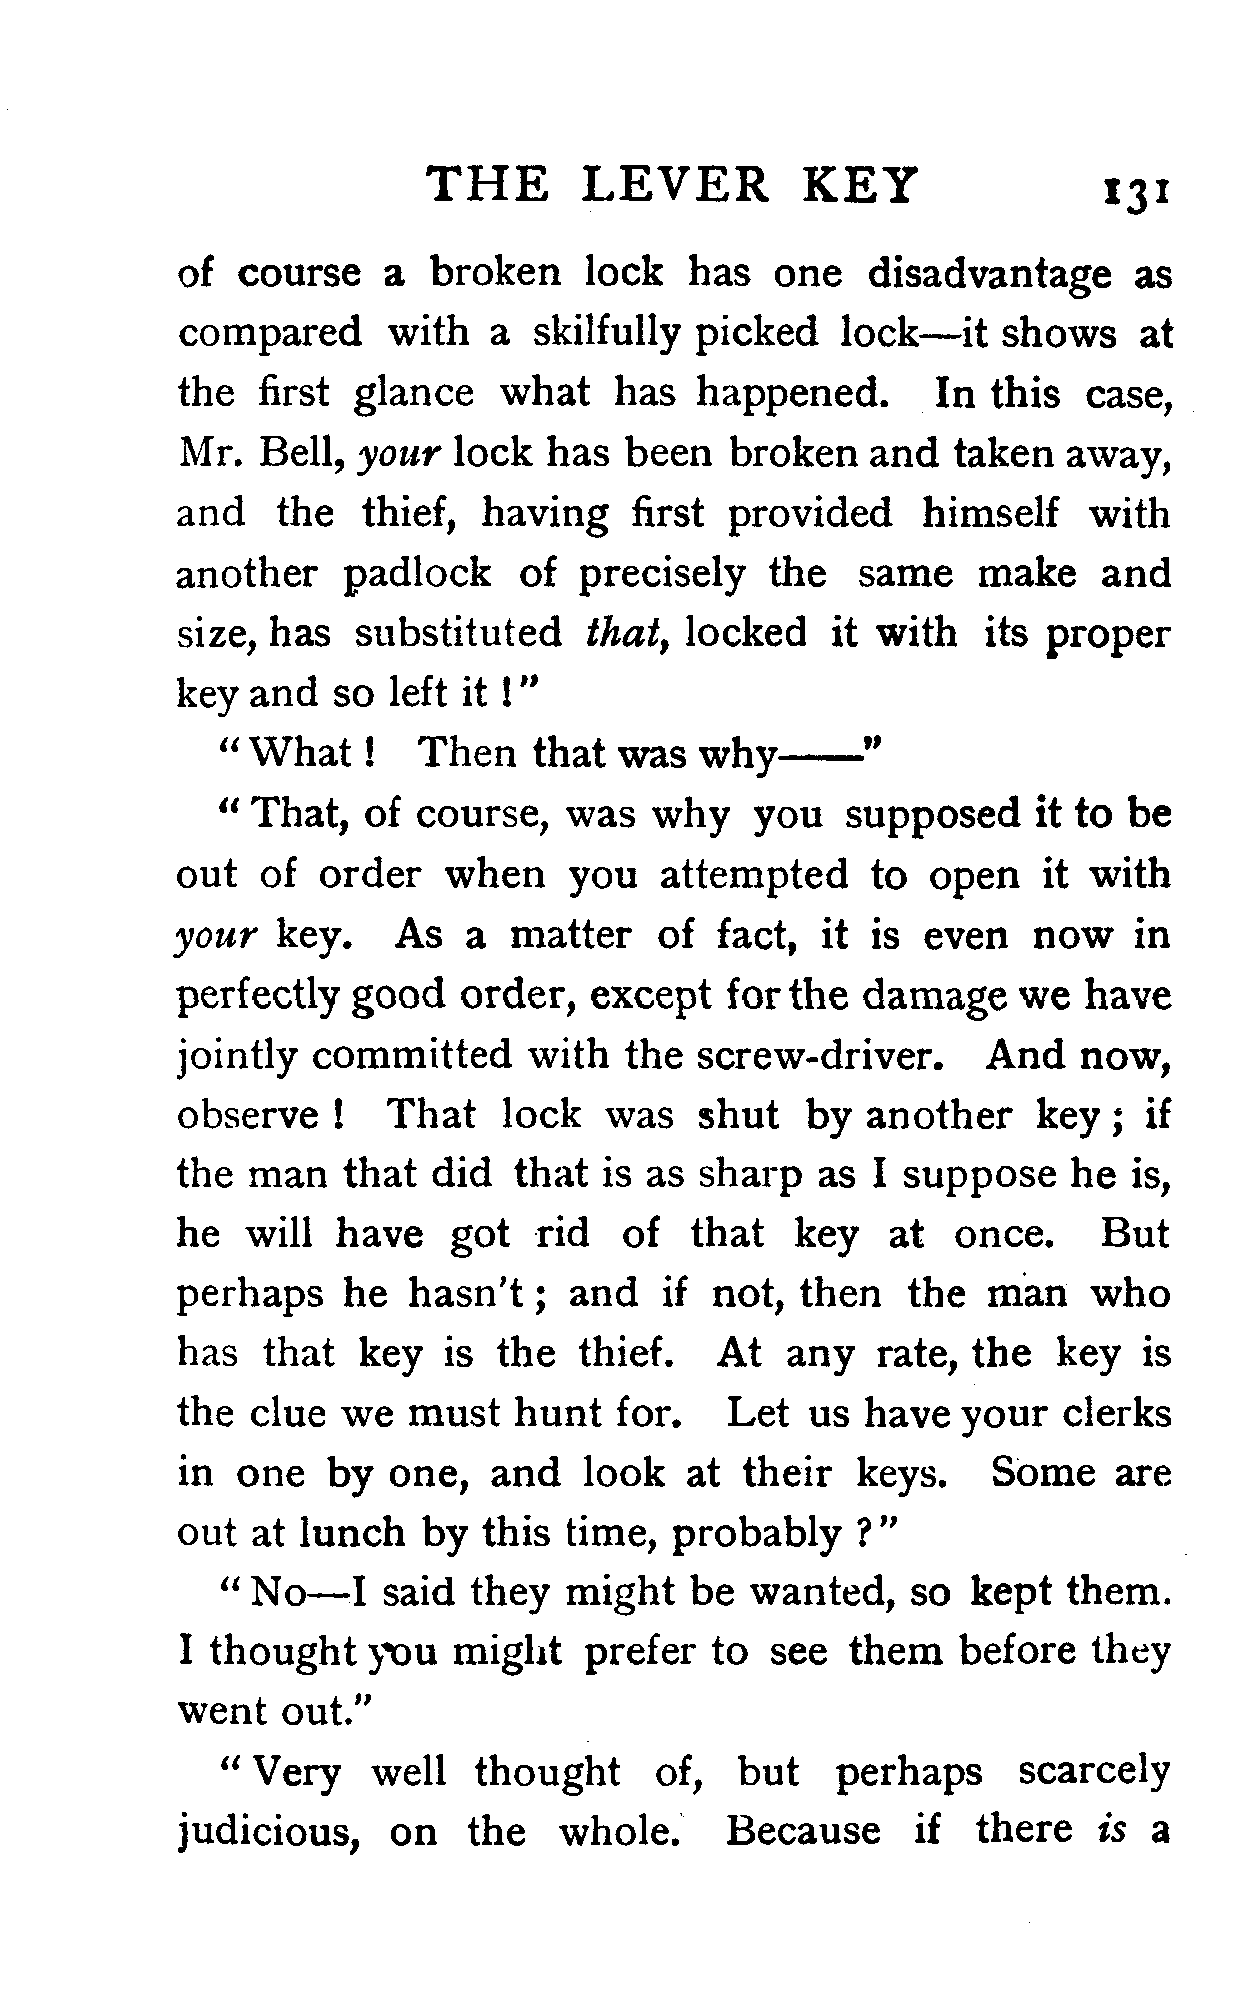 THE LEVER KEY 131
of course a broken lock has one disadvantage as
compared with a skilfully picked lock—it shows at
the first glance what has happened. In this case,
Mr. Bell, your lock has been broken and taken away,
and the thief, having first provided himself with
another padlock of precisely the same make and
size, has substituted that, locked it with its proper
key and so left it !"
" What ! Then that was why——"
" That, of course, was why you supposed it to be
out of order when you attempted to open it with
your key. As a matter of fact, it is even now in
perfectly good order, except for the damage we have
jointly committed with the screw-driver. And now,
observe ! That lock was shut by another key ; if
the man that did that is as sharp as I suppose he is,
he will have got rid of that key at once. But
perhaps he hasn't ; and if not, then the man who
has that key is the thief. At any rate, the key is
the clue we must hunt for. Let us have your clerks
in one by one, and look at their keys. Some are
out at lunch by this time, probably ?"
" No—I said they might be wanted, so kept them.
I thought you might prefer to see them before they
went out."
" Very well thought of, but perhaps scarcely
judicious, on the whole. Because if there is a